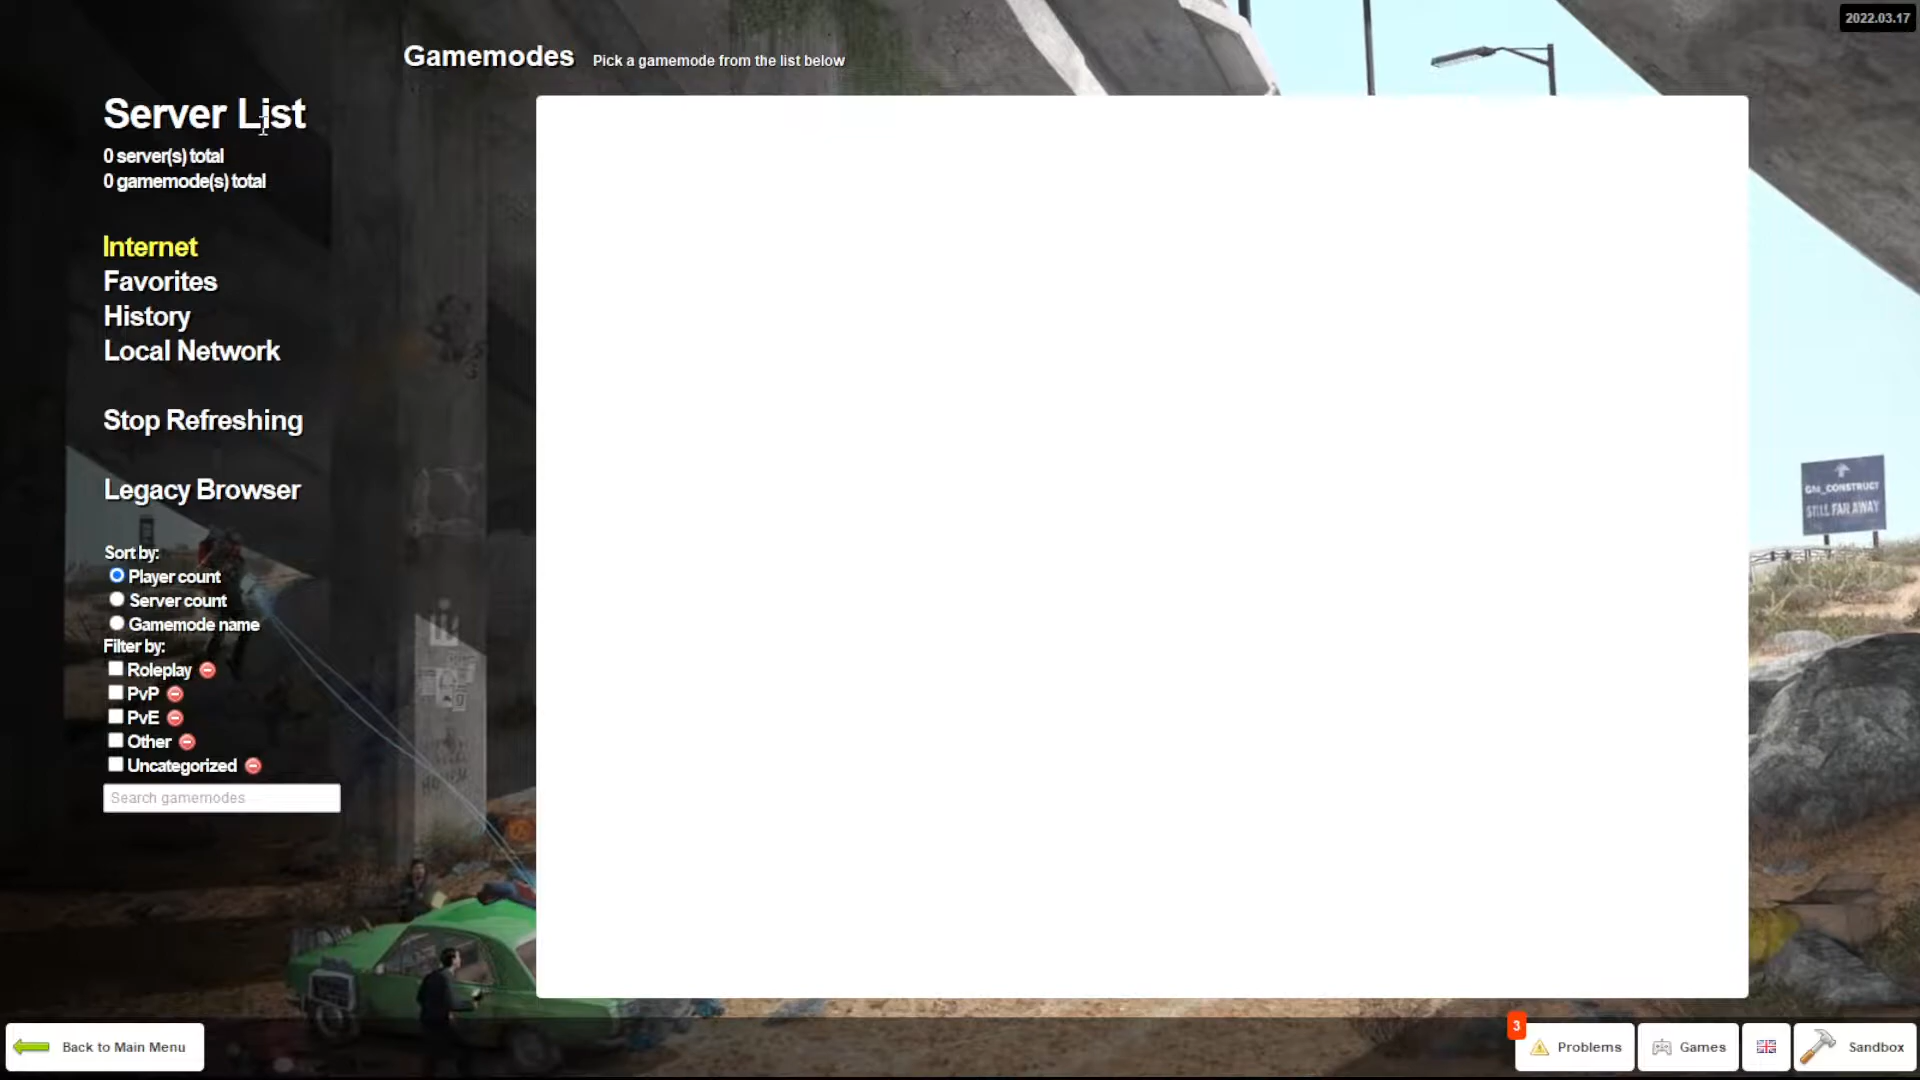 2022.03.17
Gamemodes Pick a gamemode from the list below
Server List
0 server(s) total
0 gamemode(s) total
Internet
Favorites
History
Local Network
Stop Refreshing
Legacy Browser
Sort by:
Player count
Server count
Gamemode name
Filter by:
Roleplay
PvP
PvE
Other
Uncategorized
Search gamemodes
GM_CONSTRUCT
STILL FAR AWAY
Back to Main Menu
3
Problems
Games
Sandbox